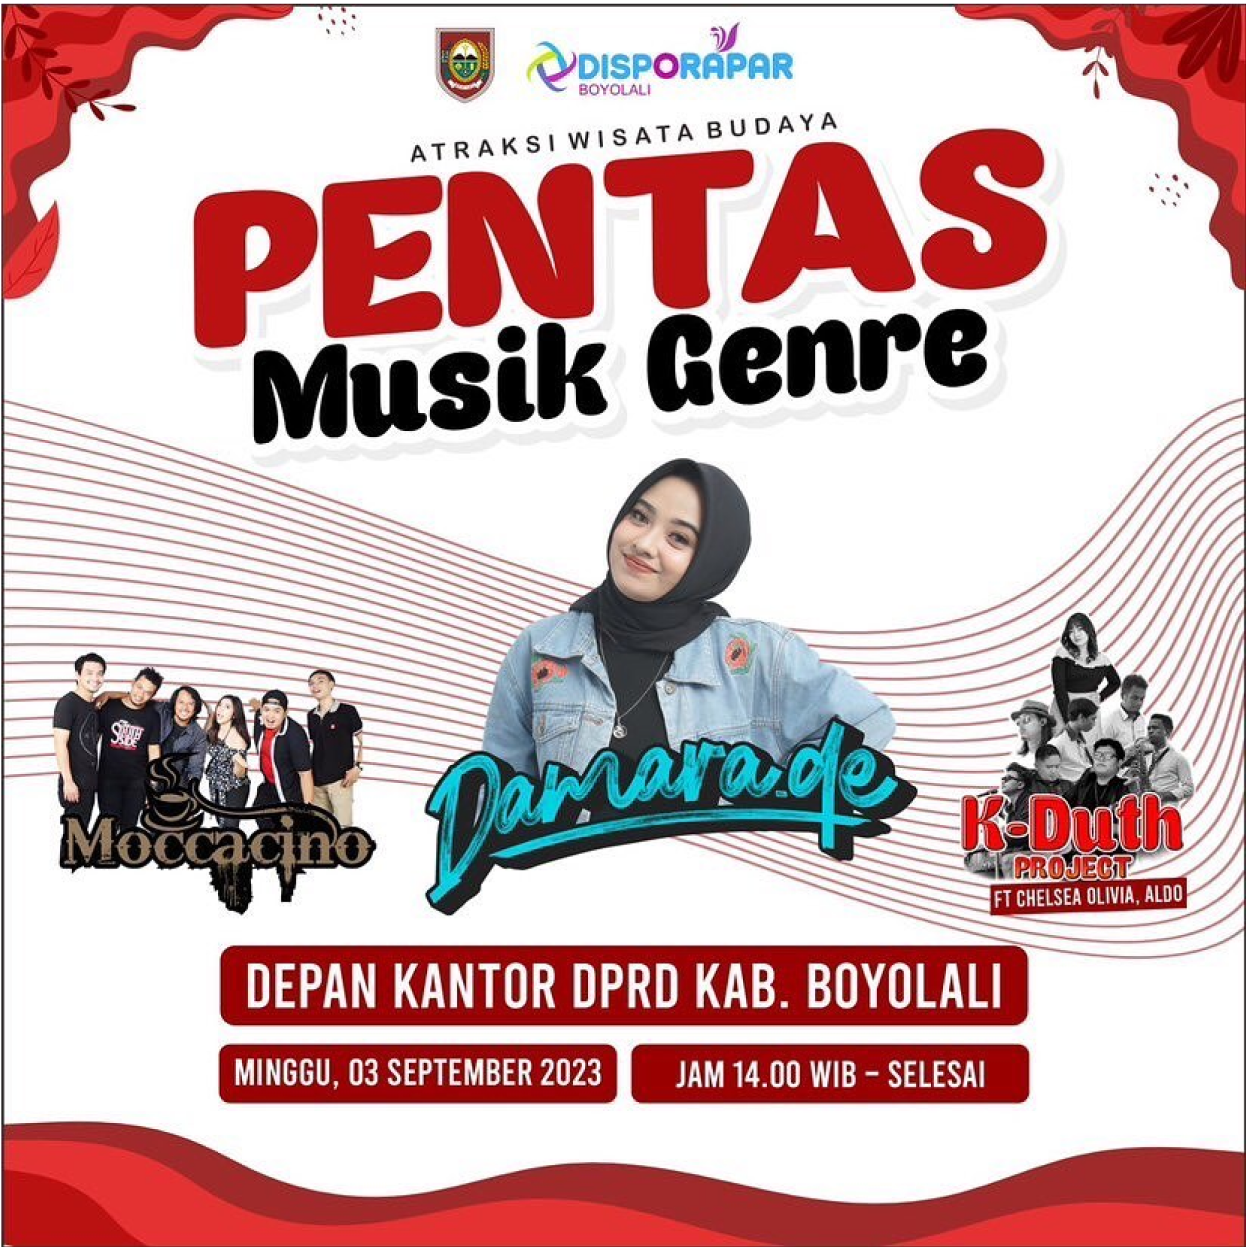 DISPORAPAR
BOYOLALI
ATRAKSI WISATA BUDAYA
PENTAS
Musik Genre
Moccacino
Damara.de
K-Duth
PROJECT
FT CHELSEA OLIVIA, ALDO
DEPAN KANTOR DPRD KAB. BOYOLALI
MINGGU, 03 SEPTEMBER 2023
JAM 14.00 WIB - SELESAI